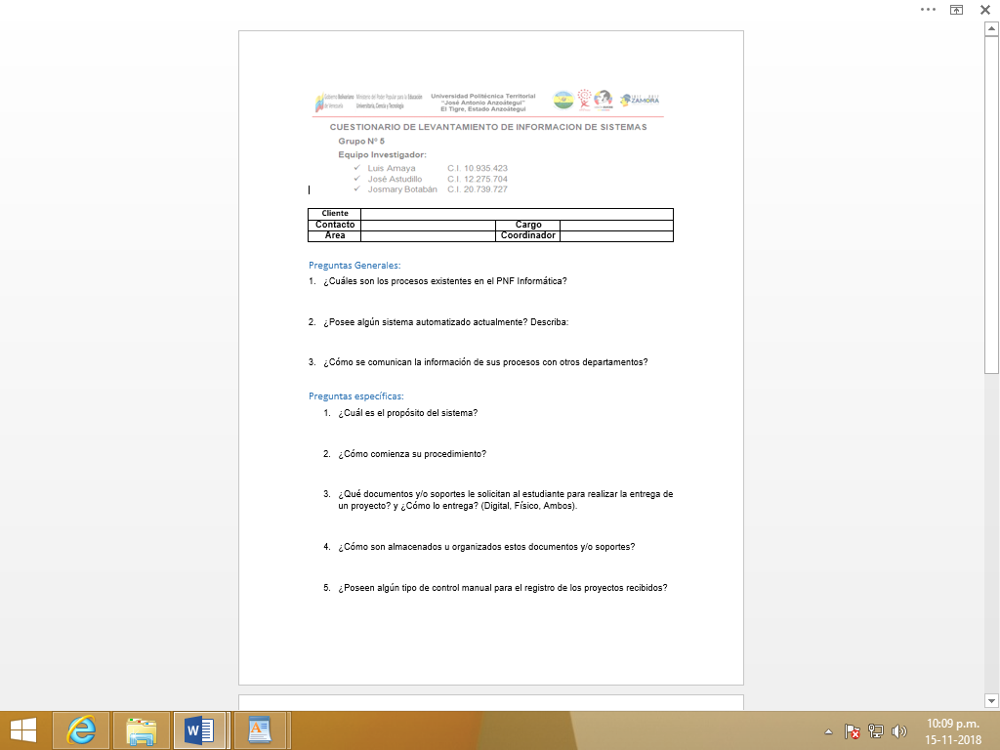 Gobierno Bolivariano Ministerio del Poder Popular para la Educación
de Venezuela Universitaria, Ciencia y Tecnología
Universidad Politécnica Territorial
"José Antonio Anzoátegui"
El Tigre, Estado Anzoátegui
ZAMORA
CUESTIONARIO DE LEVANTAMIENTO DE INFORMACION DE SISTEMAS
Grupo Nº 5
Equipo Investigador:
✓ Luis Amaya C.I. 10.935.423
✓ José Astudillo C.I. 12.275.704
✓ Josmary Botabán C.I. 20.739.727
Cliente
Contacto Cargo
Área Coordinador
Preguntas Generales:
1. ¿Cuáles son los procesos existentes en el PNF Informática?
2. ¿Posee algún sistema automatizado actualmente? Describa:
3. ¿Cómo se comunican la información de sus procesos con otros departamentos?
Preguntas específicas:
1. ¿Cuál es el propósito del sistema?
2. ¿Cómo comienza su procedimiento?
3. ¿Qué documentos y/o soportes le solicitan al estudiante para realizar la entrega de
un proyecto? y ¿Cómo lo entrega? (Digital, Físico, Ambos).
4. ¿Cómo son almacenados u organizados estos documentos y/o soportes?
5. ¿Poseen algún tipo de control manual para el registro de los proyectos recibidos?
10:09 p.m.
15-11-2018